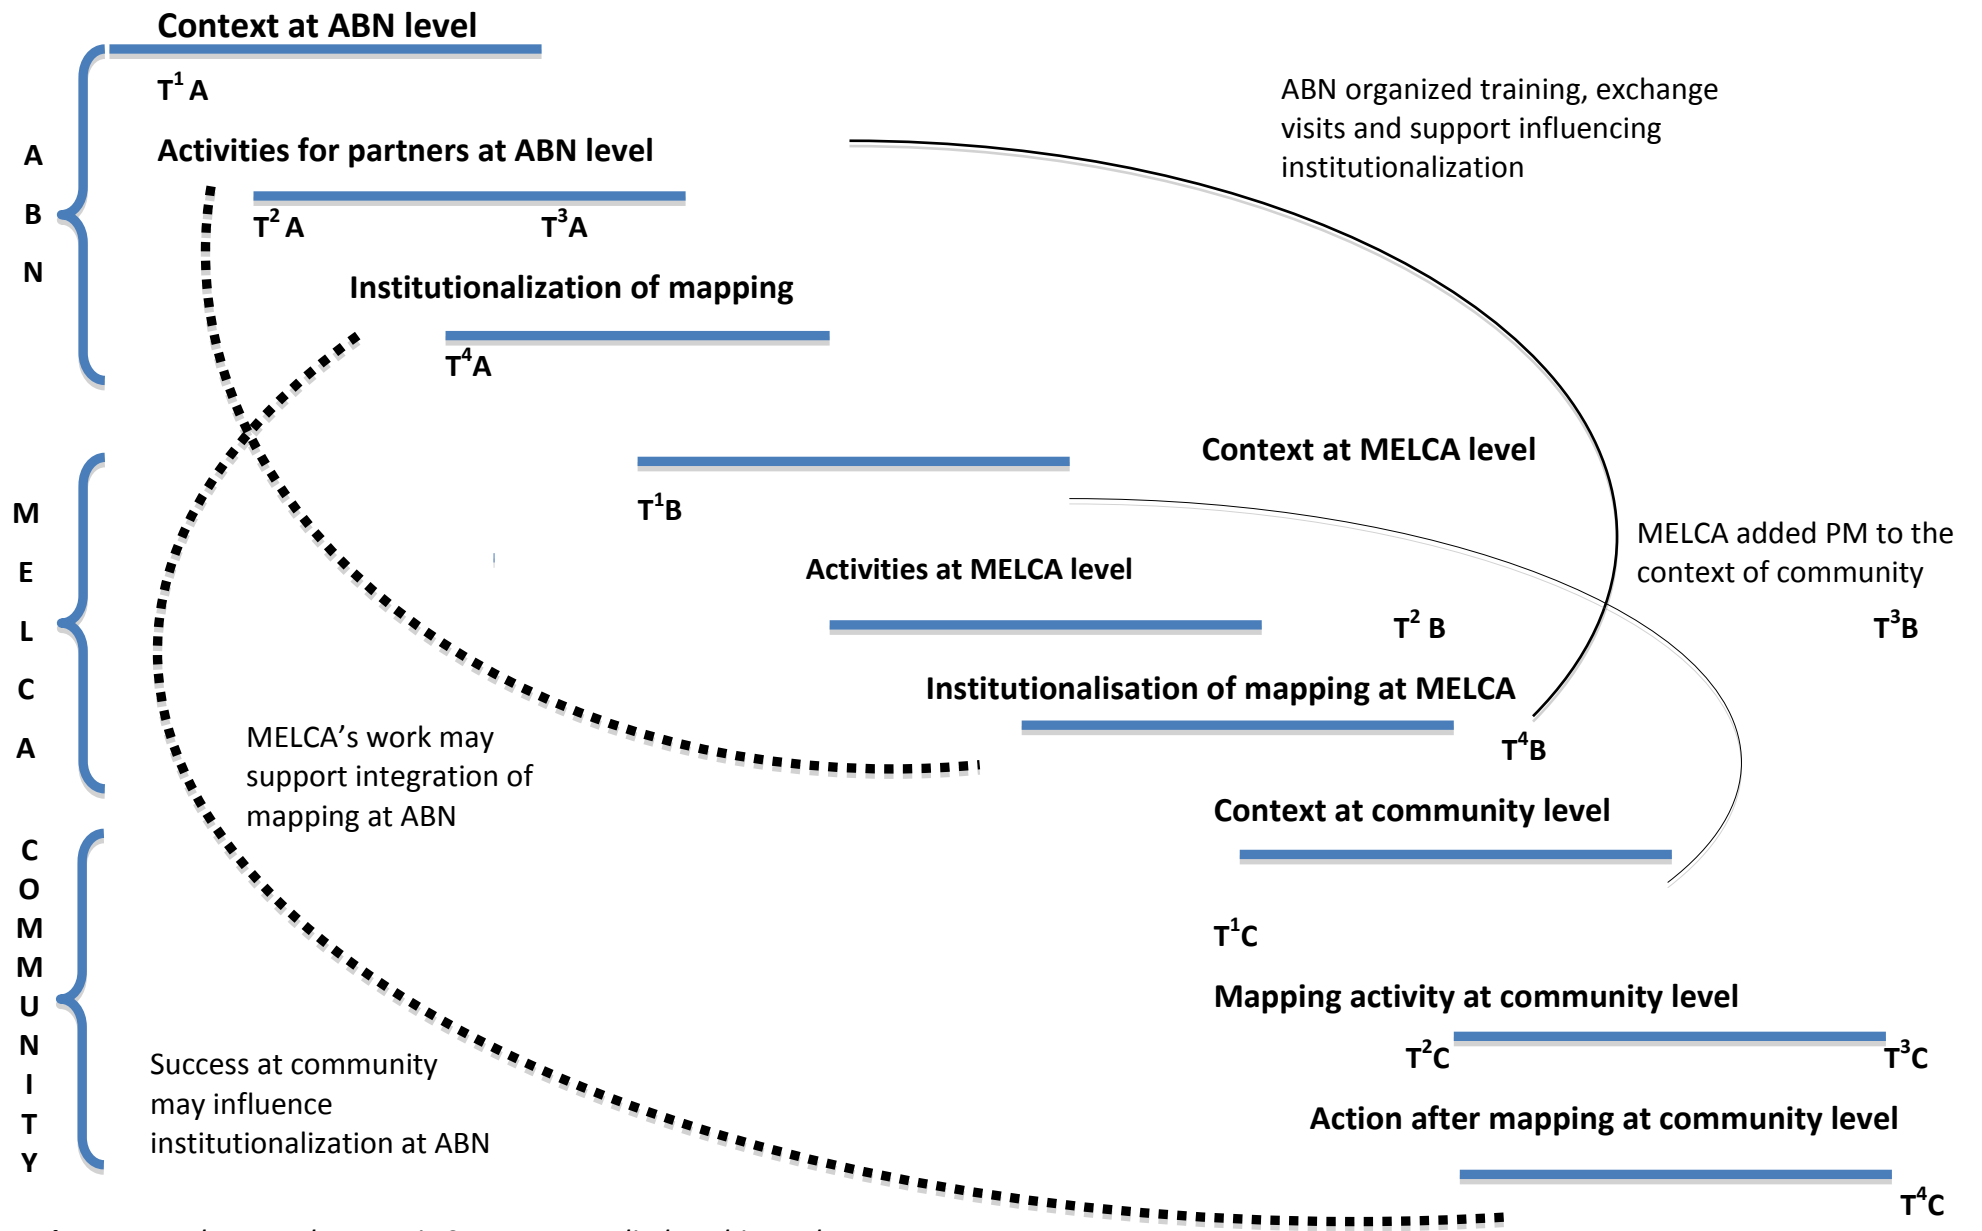 Context at ABN level
T¹ A
ABN organized training, exchange
visits and support influencing
institutionalization
A
B
N
Activities for partners at ABN level
T² A
T³A
Institutionalization of mapping
T⁴A
M
E
L
C
A
Context at MELCA level
T¹B
MELCA added PM to the
context of community
Activities at MELCA level
T² B
T³B
Institutionalisation of mapping at MELCA
T⁴B
MELCA’s work may
support integration of
mapping at ABN
C
O
M
M
U
N
I
T
Y
Context at community level
T¹C
Mapping activity at community level
T²C
T³C
Success at community
may influence
institutionalization at ABN
Action after mapping at community level
T⁴C